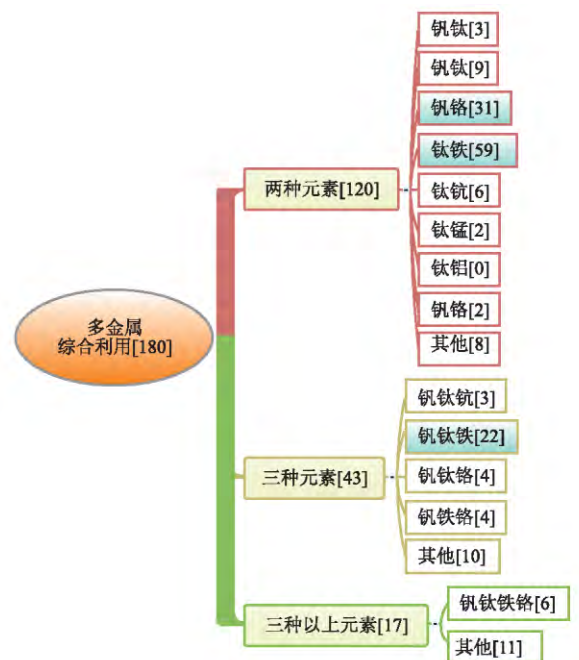 多金属
综合利用[180]
两种元素[120]
钒钛[3]
钒钛[9]
钒铬[31]
钛铁[59]
钛钪[6]
钛锰[2]
钛铝[0]
钒铬[2]
其他[8]
三种元素[43]
钒钛钪[3]
钒钛铁[22]
钒钛铬[4]
钒铁铬[4]
其他[10]
三种以上元素[17]
钒钛铁铬[6]
其他[11]